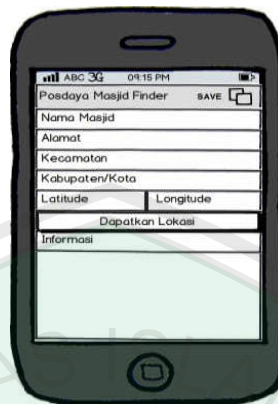 ABC 3G 09:15 PM
Posdaya Masjid Finder SAVE
Nama Masjid
Alamat
Kecamatan
Kabupaten/Kota
Latitude Longitude
Dapatkan Lokasi
Informasi